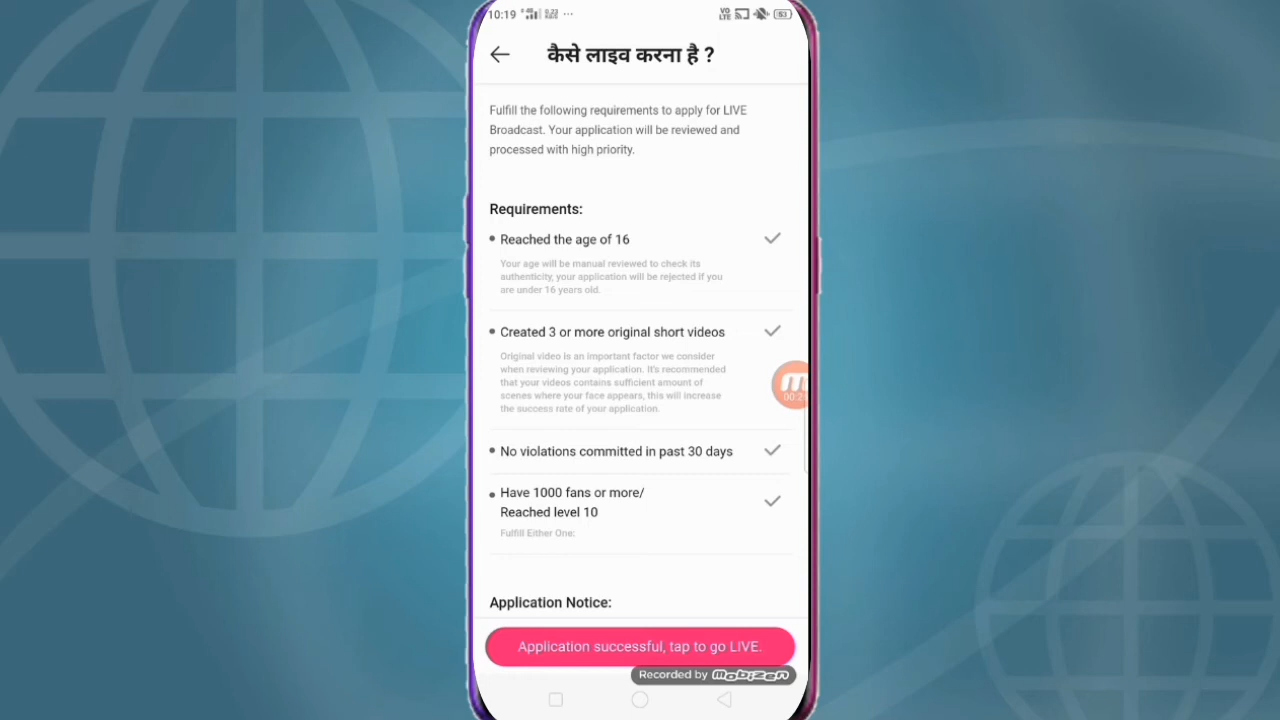 10:19
VO LTE 53
कैसे लाइव करना है ?
Fulfill the following requirements to apply for LIVE
Broadcast. Your application will be reviewed and
processed with high priority.
Requirements:
• Reached the age of 16
Your age will be manual reviewed to check its
authenticity, your application will be rejected if you
are under 16 years old.
• Created 3 or more original short videos
Original video is an important factor we consider
when reviewing your application. It's recommended
that your videos contains sufficient amount of
scenes where your face appears, this will increase
the success rate of your application.
• No violations committed in past 30 days
• Have 1000 fans or more/
Reached level 10
Fulfill Either One:
Application Notice:
Application successful, tap to go LIVE.
Recorded by mobizen